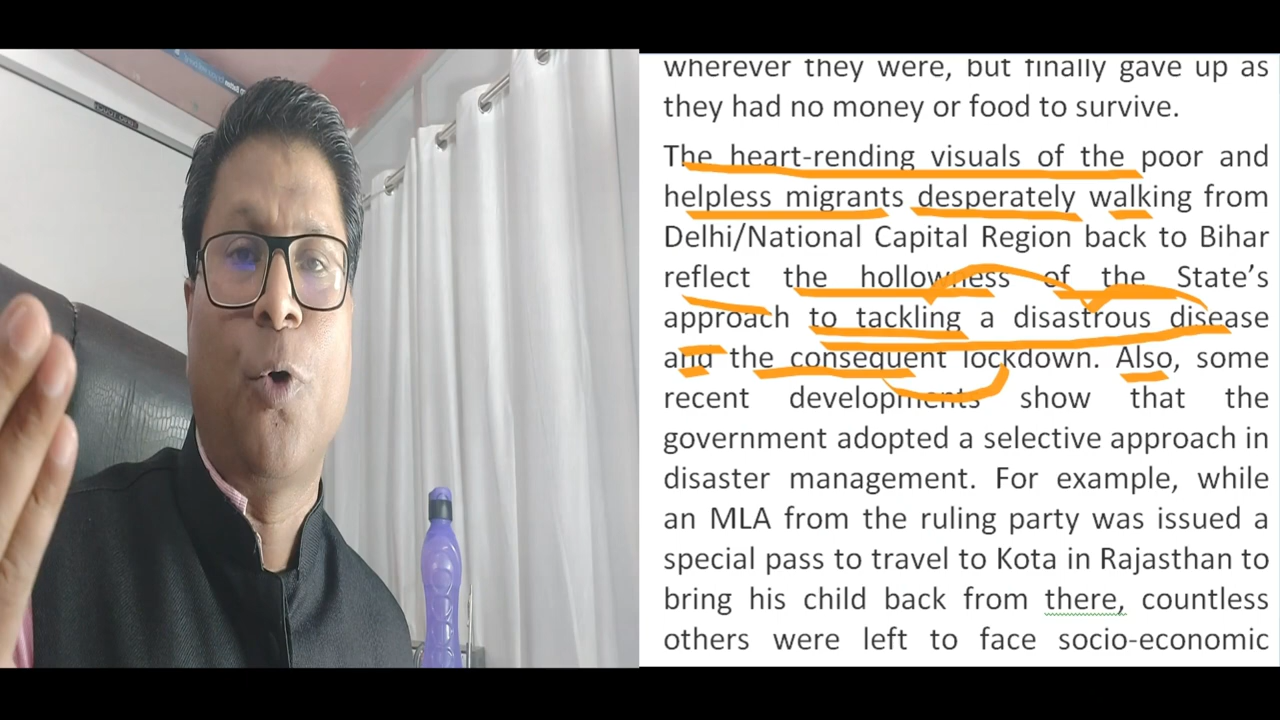 wherever they were, but finally gave up as
they had no money or food to survive.
The heart-rending visuals of the poor and
helpless migrants desperately walking from
Delhi/National Capital Region back to Bihar
reflect the hollowness of the State’s
approach to tackling a disastrous disease
and the consequent lockdown. Also, some
recent developments show that the
government adopted a selective approach in
disaster management. For example, while
an MLA from the ruling party was issued a
special pass to travel to Kota in Rajasthan to
bring his child back from there, countless
others were left to face socio-economic